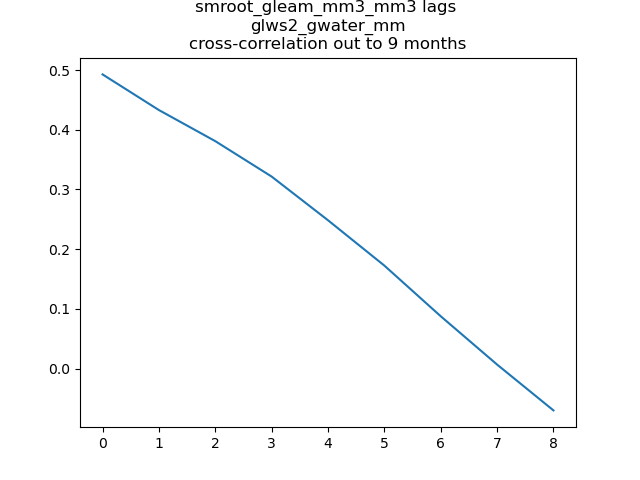 smroot_gleam_mm3_mm3 lags
glws2_gwater_mm
cross-correlation out to 9 months
0.5
0.4
0.3
0.2
0.1
0.0
0 1 2 3 4 5 6 7 8